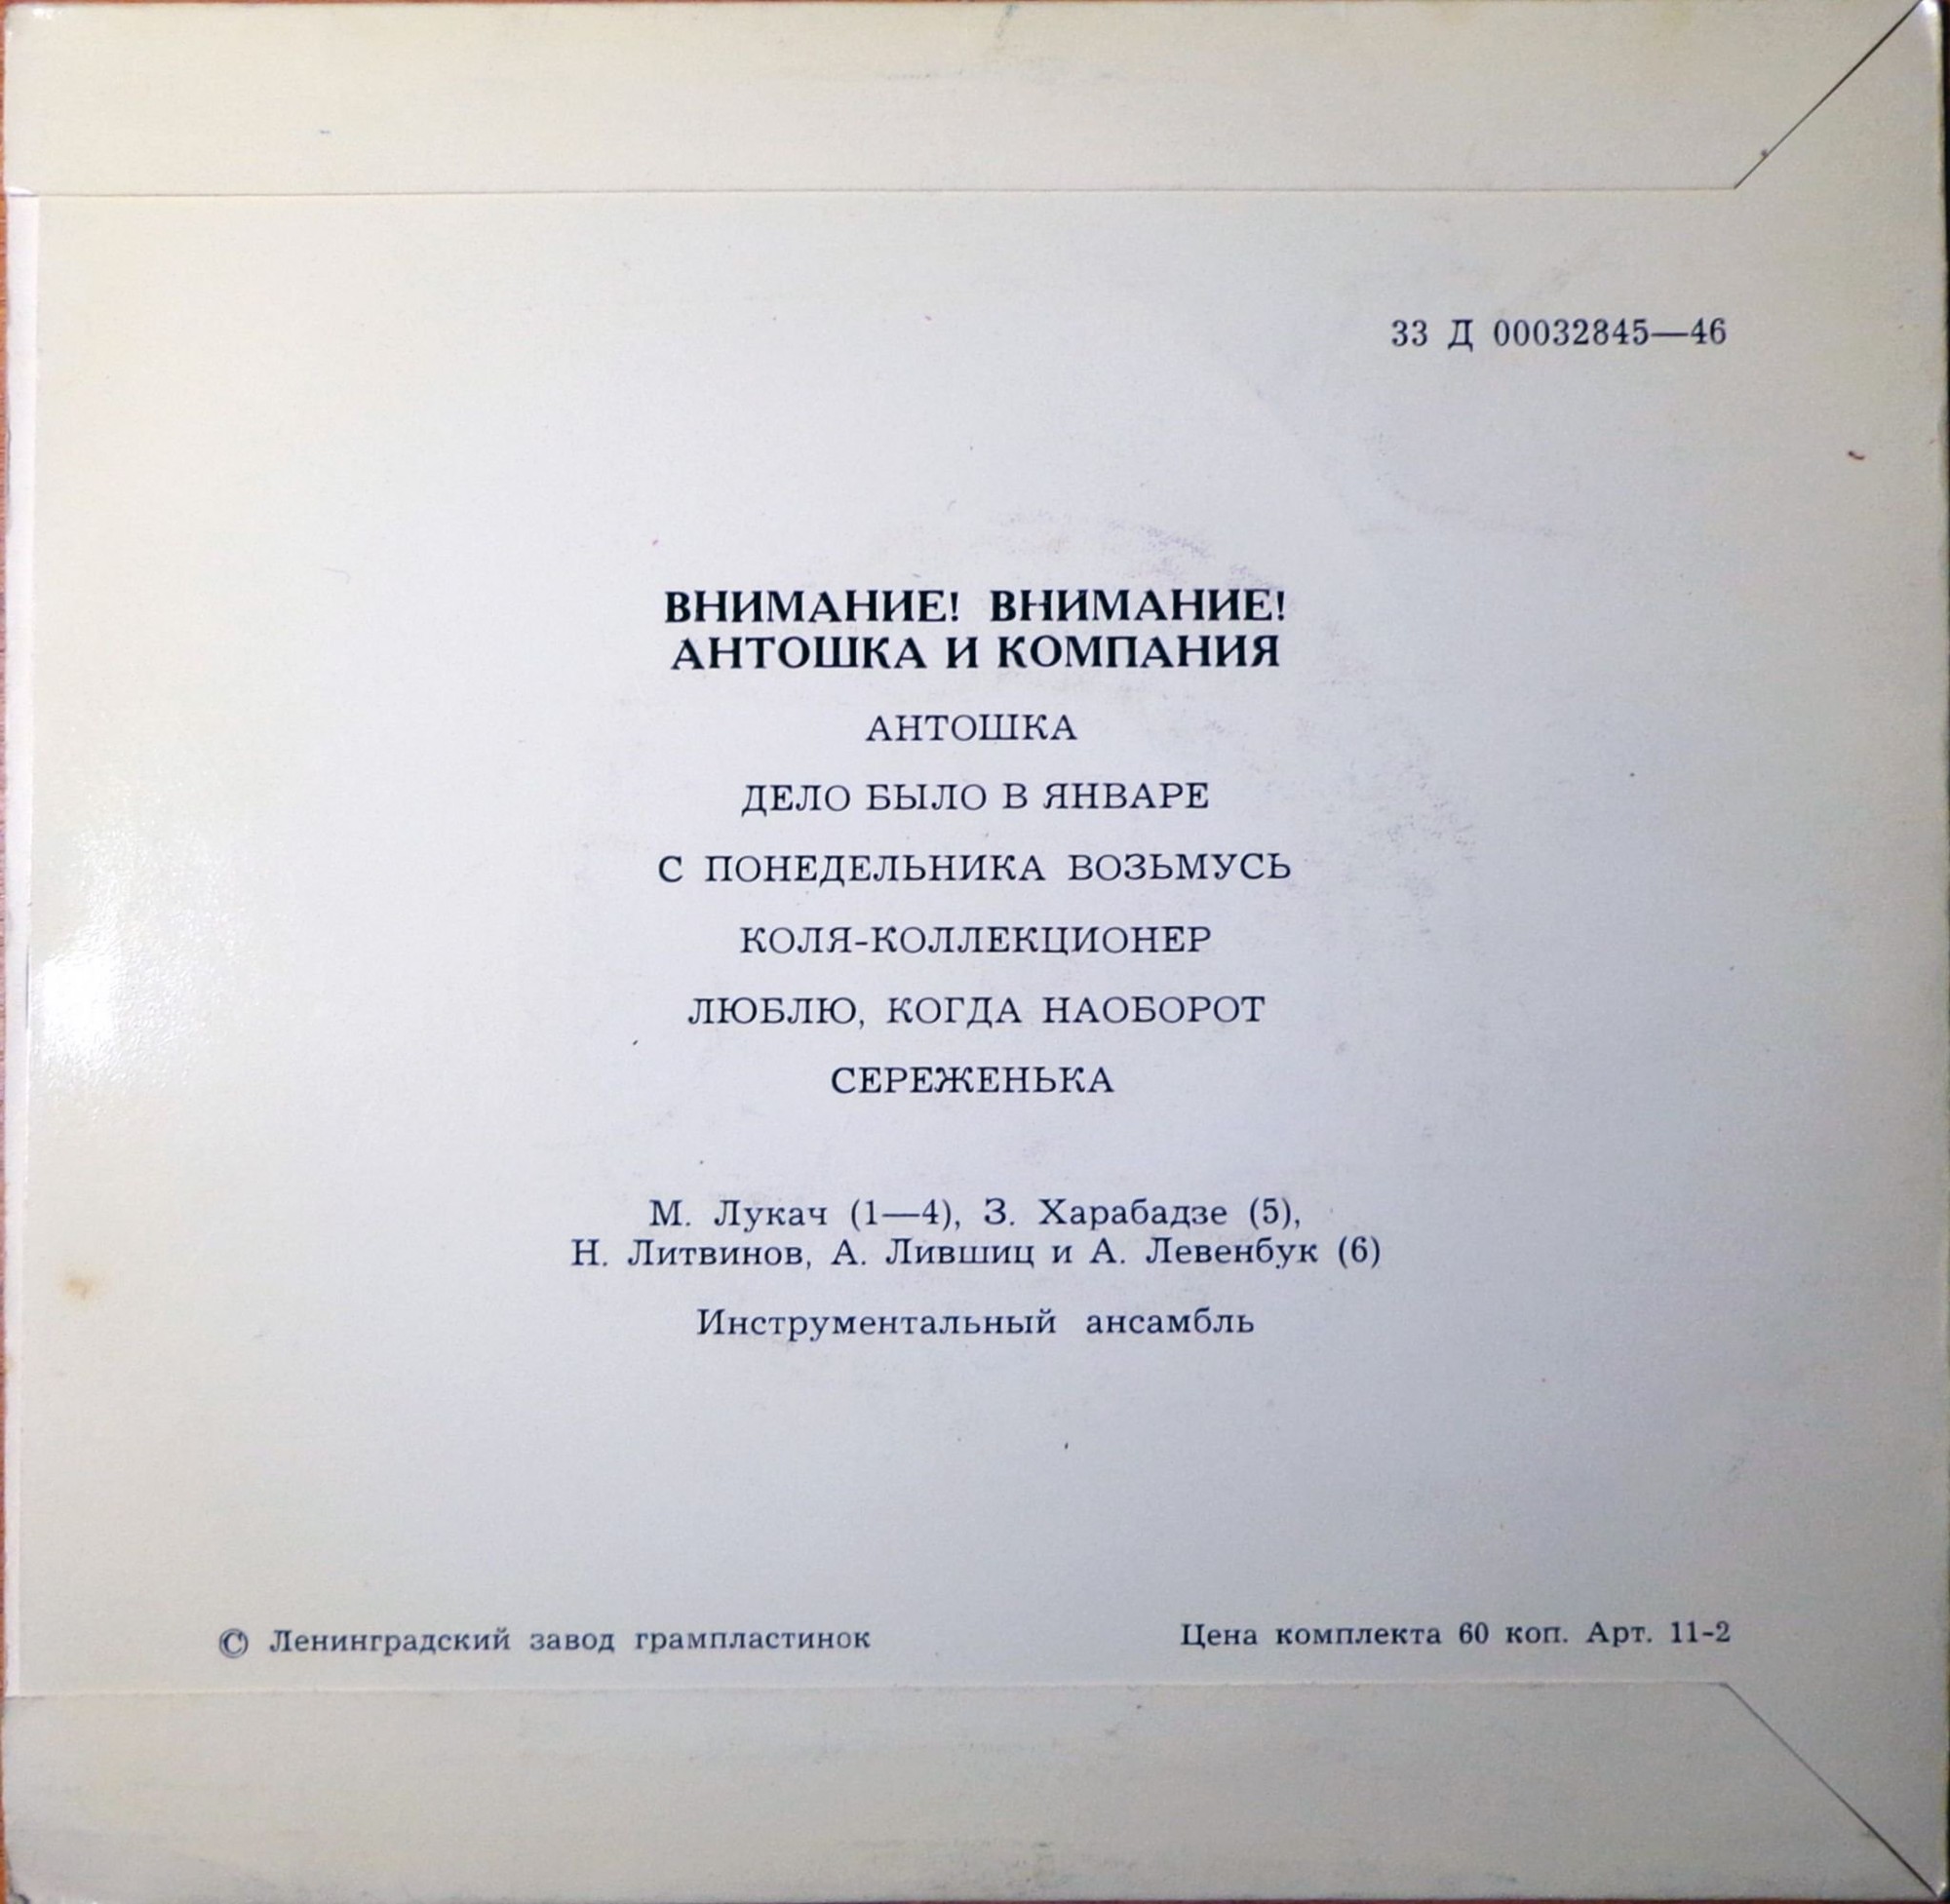 33 Д 00032845—46
ВНИМАНИЕ! ВНИМАНИЕ!
АНТОШКА И КОМПАНИЯ
АНТОШКА
ДЕЛО БЫЛО В ЯНВАРЕ
С ПОНЕДЕЛЬНИКА ВОЗЬМУСЬ
КОЛЯ-КОЛЛЕКЦИОНЕР
ЛЮБЛЮ, КОГДА НАОБОРОТ
СЕРЕЖЕНЬКА
М. Лукач (1—4), З. Харабадзе (5),
Н. Литвинов, А. Лившиц и А. Левенбук (6)
Инструментальный ансамбль
© Ленинградский завод грампластинок
Цена комплекта 60 коп. Арт. 11-2